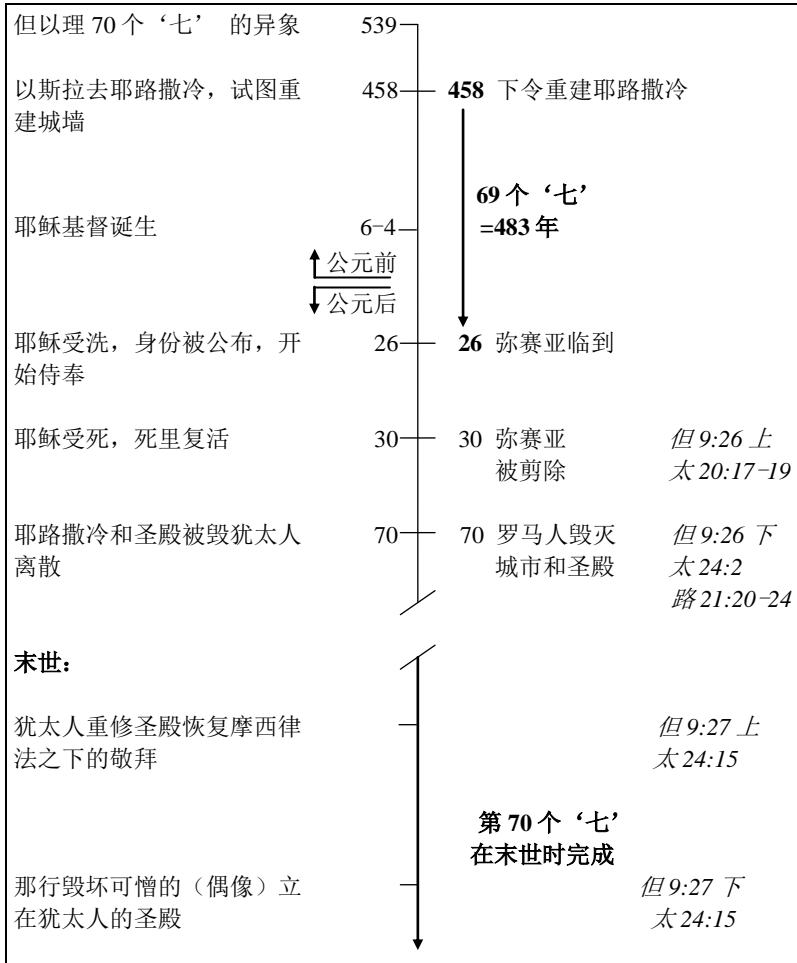 但以理 70 个‘七’ 的异象 539
以斯拉去耶路撒冷，试图重 458 458 下令重建耶路撒冷
建城墙
69 个‘七’
=483 年
耶稣基督诞生 6-4
公元前
公元后
耶稣受洗，身份被公布，开 26 26 弥赛亚临到
始侍奉
耶稣受死，死里复活 30 30 弥赛亚 但 9:26 上
被剪除 太 20:17-19
耶路撒冷和圣殿被毁犹太人 70 70 罗马人毁灭 但 9:26 下
离散 城市和圣殿 太 24:2
路 21:20-24
末世：
犹太人重修圣殿恢复摩西律 但 9:27 上
法之下的敬拜 太 24:15
第 70 个‘七’
在末世时完成
那行毁坏可憎的（偶像）立 但 9:27 下
在犹太人的圣殿 太 24:15